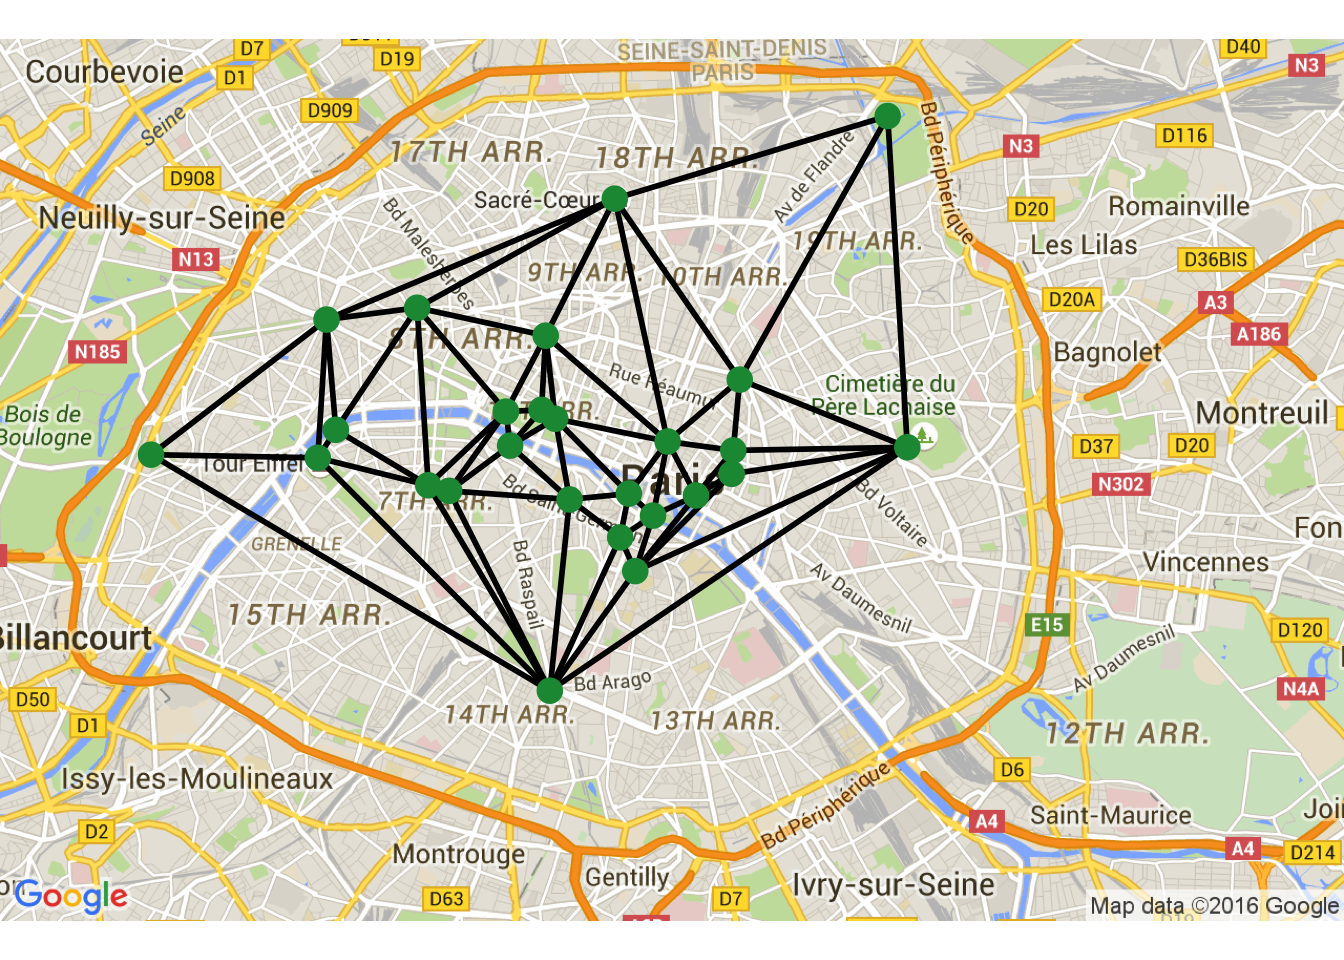 D7
D19
SEINE-SAINT-DENIS
PARIS
D40
N3
Courbevoie
D1
D909
Seine
D116
N3
17TH ARR.
18TH ARR.
Av de Flandre
Bd Périphérique
D908
Sacré-Cœur
D20
Romainville
Neuilly-sur-Seine
Bd Malesherbes
19TH ARR.
Les Lilas
N13
9TH ARR.
10TH ARR.
D36BIS
D20A
A3
8TH ARR.
A186
N185
Bagnolet
Rue Réaumur
Cimetière du
Père Lachaise
Bois de
Boulogne
ARR.
Montreuil
D37
D20
Tour Eiffel
Paris
N302
7TH ARR.
Bd Saint-Germain
Bd Voltaire
Fon
GRENELLE
Bd Raspail
Vincennes
Av Daumesnil
15TH ARR.
E15
D120
Billancourt
Av Daumesnil
Bd Arago
N4A
D50
14TH ARR.
13TH ARR.
D1
12TH ARR.
Issy-les-Moulineaux
D6
Bd Périphérique
Saint-Maurice
Joi
D2
A4
A4
D214
Montrouge
Gentilly
Ivry-sur-Seine
D63
D7
Google
Map data ©2016 Google